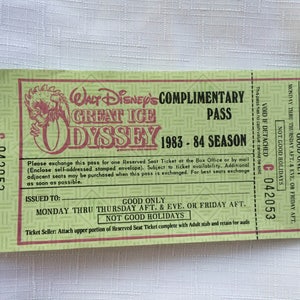 Walt Disney's
GREAT ICE
ODYSSEY
COMPLIMENTARY
PASS
1983 - 84 SEASON
Please exchange this pass for one Reserved Seat Ticket at the Box Office or by mail
(Enclose self-addressed stamped envelope). Subject to ticket availability. Additional
adjacent seats may be purchased when this pass is exchanged. For best seats
exchange as soon as possible.
ISSUED TO:
GOOD ONLY
MONDAY THRU THURSDAY AFT. & EVE. OR FRIDAY AFT.
NOT GOOD HOLIDAYS
Ticket Seller: Attach upper portion of Reserved Seat Ticket complete with Adult stub and retain for audit
C 042053
VOID IF DETACHED
C 042053
MONDAY THRU THURSDAY
AFT. & EVE. OR FRIDAY AFT.
NOT GOOD HOLIDAYS